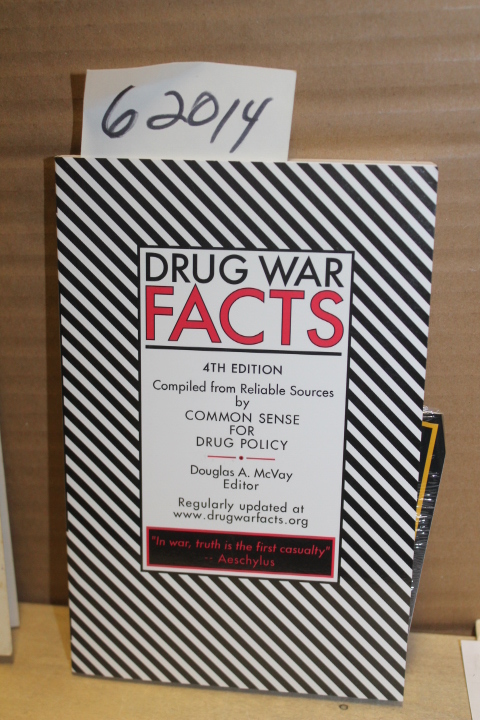 62014
DRUG WAR
FACTS
4TH EDITION
Compiled from Reliable Sources
by
COMMON SENSE
FOR
DRUG POLICY
Douglas A. McVay
Editor
Regularly updated at
www.drugwarfacts.org
"In war, truth is the first casualty"
-- Aeschylus